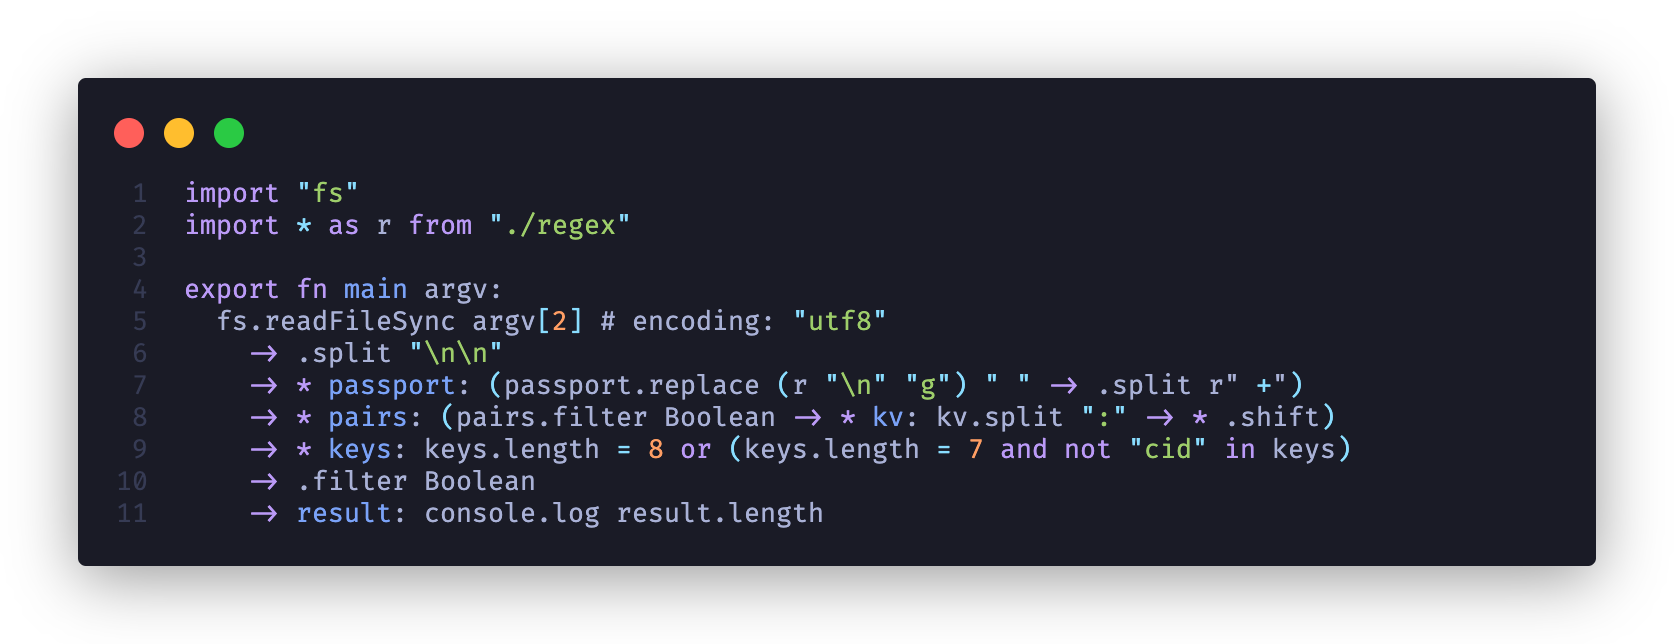 1 import "fs"
2 import * as r from "./regex"
3
4 export fn main argv:
5 fs.readFileSync argv[2] # encoding: "utf8"
6 -> .split "\n\n"
7 -> * passport: (passport.replace (r "\n" "g") " " -> .split r" +")
8 -> * pairs: (pairs.filter Boolean -> * kv: kv.split ":" -> * .shift)
9 -> * keys: keys.length = 8 or (keys.length = 7 and not "cid" in keys)
10 -> .filter Boolean
11 -> result: console.log result.length